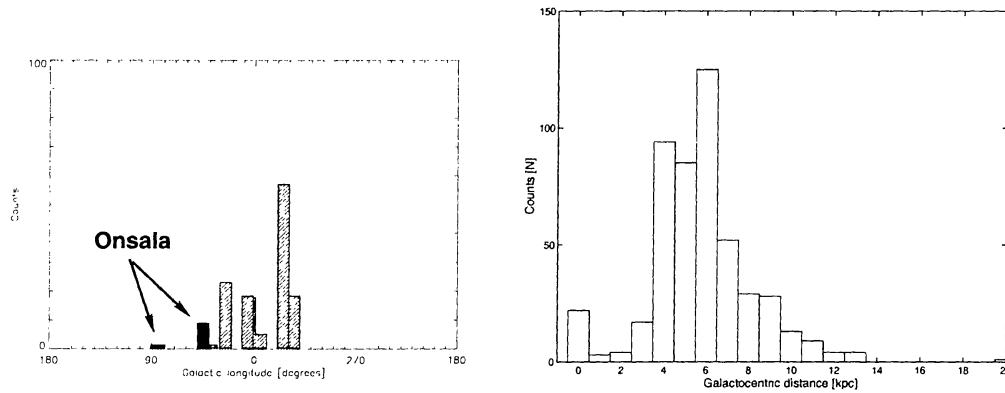 100
Counts
Onsala
0
180 90 0 270 180
Galactic longitude [degrees]
150
100
50
0
Counts [N]
0 2 4 6 8 10 12 14 16 18
Galactocentric distance [kpc]